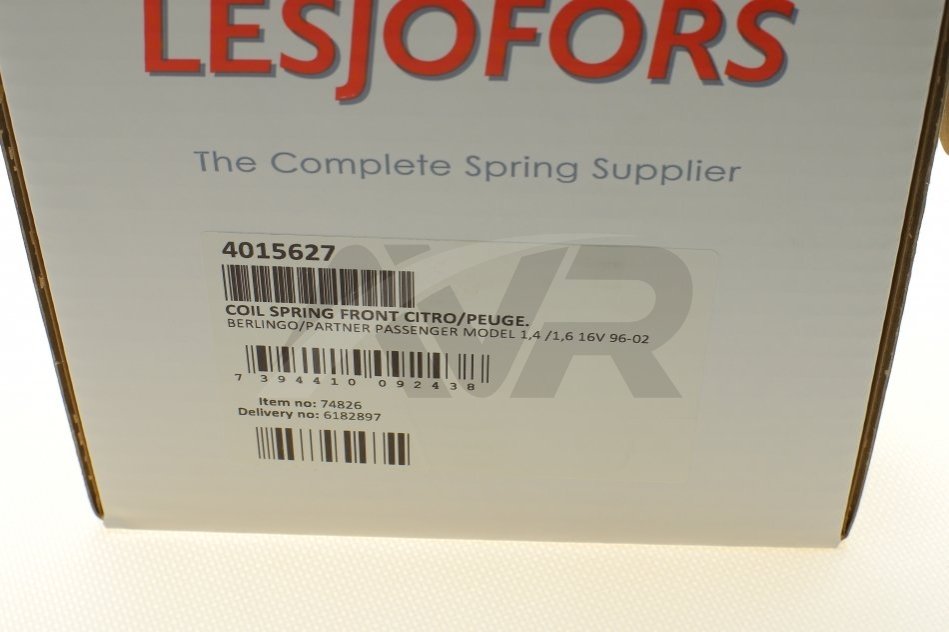 LESJOFORS
The Complete Spring Supplier
4015627
COIL SPRING FRONT CITRO/PEUGE.
BERLINGO/PARTNER PASSENGER MODEL 1,4 /1,6 16V 96-02
7 394410 092438
Item no: 74826
Delivery no: 6182897
AVR